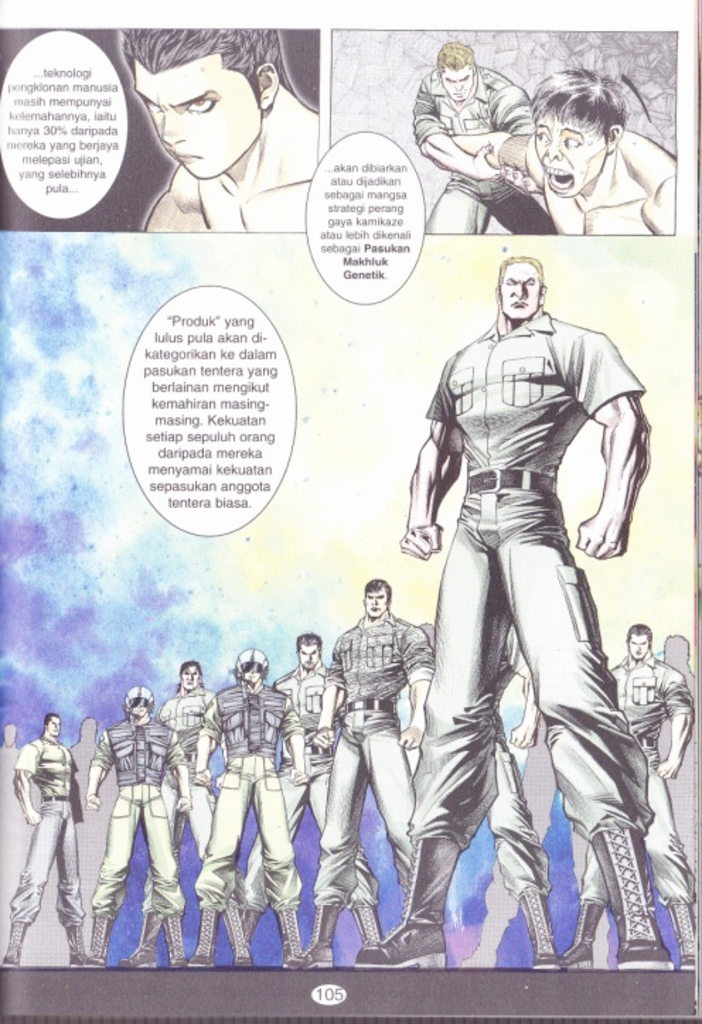 ...teknologi
pengklonan manusia
masih mempunyai
kelemahannya, iaitu
hanya 30% daripada
mereka yang berjaya
melepasi ujian,
yang selebihnya
pula...
...akan dibiarkan
atau dijadikan
sebagai mangsa
strategi perang
gaya kamikaze
atau lebih dikenali
sebagai Pasukan
Makhluk
Genetik.
"Produk" yang
lulus pula akan di-
kategorikan ke dalam
pasukan tentera yang
berlainan mengikut
kemahiran masing-
masing. Kekuatan
setiap sepuluh orang
daripada mereka
menyamai kekuatan
sepasukan anggota
tentera biasa.
105